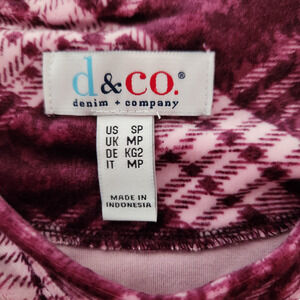 d&co.®
denim + company
US SP
UK MP
DE KG2
IT MP
MADE IN
INDONESIA